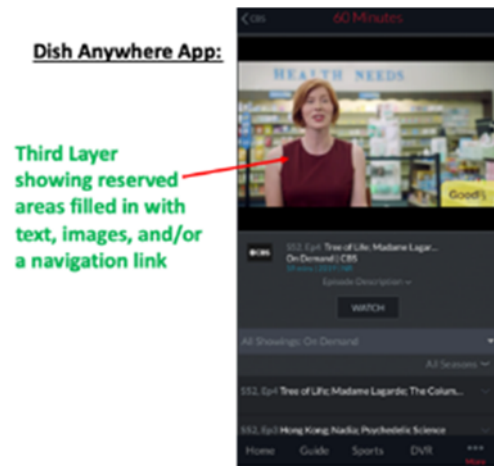 Dish Anywhere App:
Third Layer
showing reserved
areas filled in with
text, images, and/or
a navigation link
CBS
60 Minutes
HEALTH NEEDS
CBS
S52, Ep4 Tree of Life; Madame Lagar...
On Demand | CBS
Episode Description
WATCH
All Showings: On Demand
All Seasons
S52, Ep4 Tree of Life; Madame Lagarde; The Colum...
S52, Ep3 Hong Kong; Nadia; Psychedelic Science
Home Guide Sports DVR More